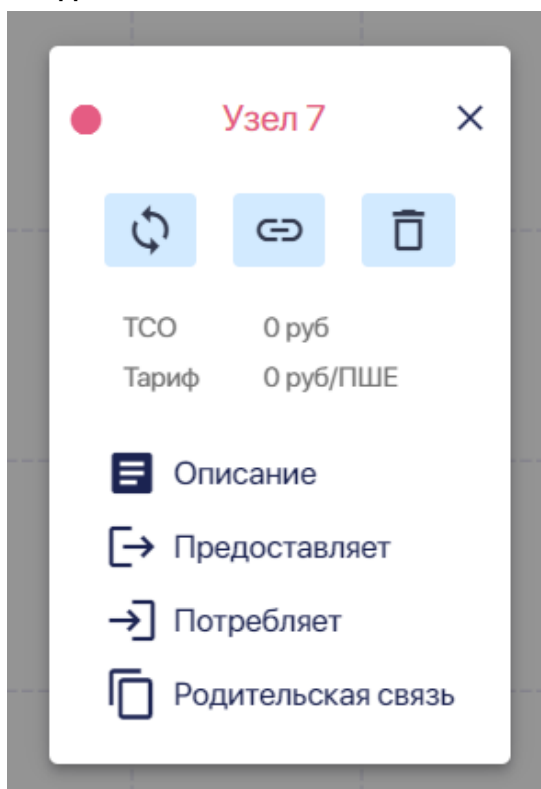 Узел 7
ТСО 0 руб
Тариф 0 руб/ПШЕ
Описание
Предоставляет
Потребляет
Родительская связь